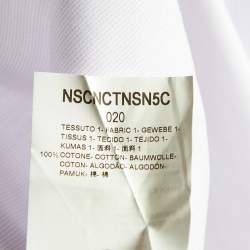 NSCNCTNSN5C
020
TESSUTO 1- FABRIC 1- GEWEBE 1-
TISSUS 1- TECIDO 1- TEJIDO 1-
KUMAS 1- 面料 1- 面料 1
100% COTONE- COTTON- BAUMWOLLE-
COTON- ALGODÃO- ALGODÓN-
PAMUK- 棉- 棉